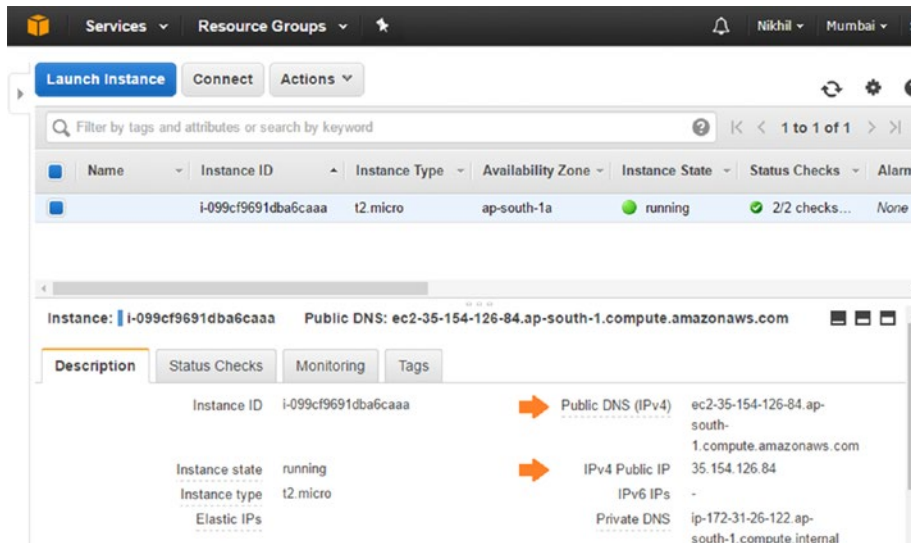 Services Resource Groups Nikhil Mumbai
Launch Instance Connect Actions
Filter by tags and attributes or search by keyword 1 to 1 of 1
Name Instance ID Instance Type Availability Zone Instance State Status Checks Alarm
i-099cf9691dba6caaa t2.micro ap-south-1a running 2/2 checks... None
Instance: i-099cf9691dba6caaa Public DNS: ec2-35-154-126-84.ap-south-1.compute.amazonaws.com
Description Status Checks Monitoring Tags
Instance ID i-099cf9691dba6caaa Public DNS (IPv4) ec2-35-154-126-84.ap-
south-
1.compute.amazonaws.com
Instance state running IPv4 Public IP 35.154.126.84
Instance type t2.micro IPv6 IPs -
Elastic IPs Private DNS ip-172-31-26-122.ap-
south-1.compute.internal